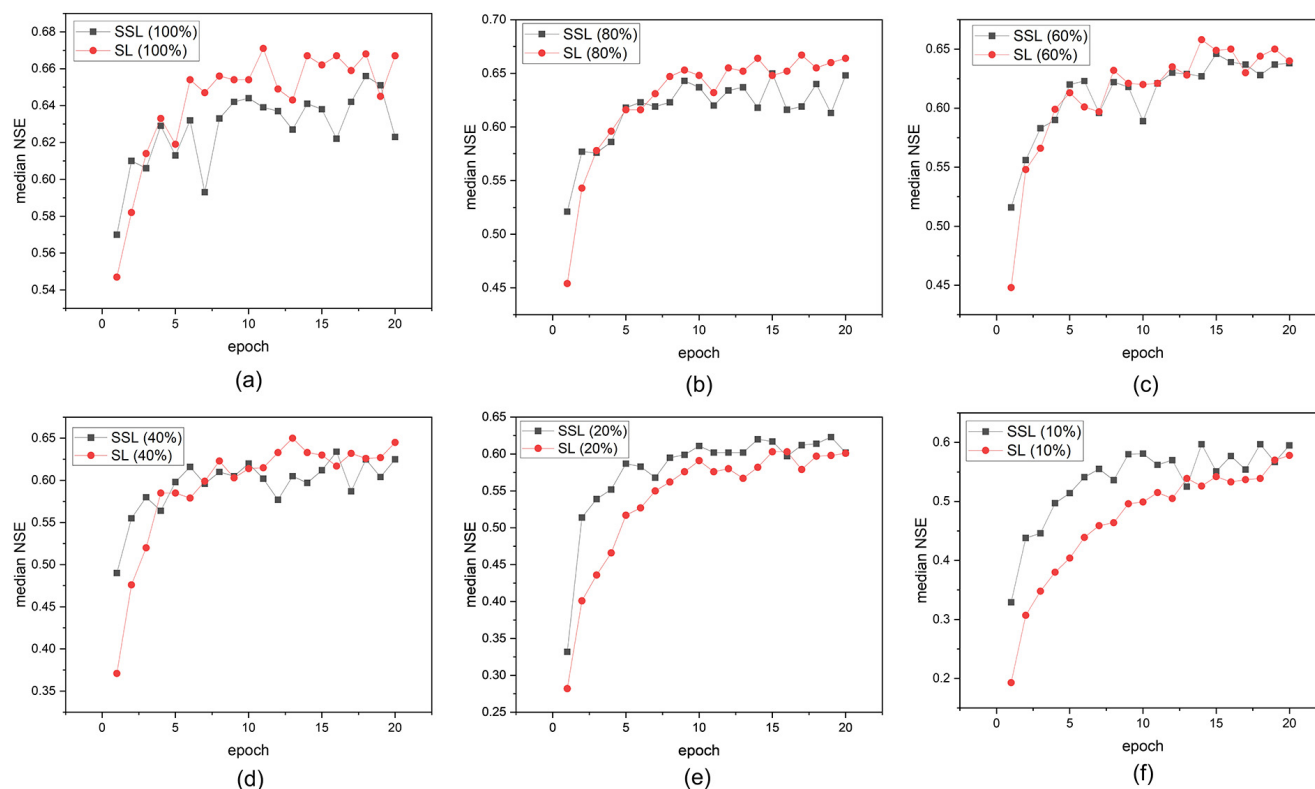 SSL (100%)
SL (100%)
0.68
0.66
0.64
0.62
0.60
0.58
0.56
0.54
median NSE
0
5
10
15
20
epoch
(a)
SSL (80%)
SL (80%)
0.70
0.65
0.60
0.55
0.50
0.45
median NSE
0
5
10
15
20
epoch
(b)
SSL (60%)
SL (60%)
0.65
0.60
0.55
0.50
0.45
median NSE
0
5
10
15
20
epoch
(c)
SSL (40%)
SL (40%)
0.65
0.60
0.55
0.50
0.45
0.40
0.35
median NSE
0
5
10
15
20
epoch
(d)
SSL (20%)
SL (20%)
0.65
0.60
0.55
0.50
0.45
0.40
0.35
0.30
0.25
median NSE
0
5
10
15
20
epoch
(e)
SSL (10%)
SL (10%)
0.6
0.5
0.4
0.3
0.2
median NSE
0
5
10
15
20
epoch
(f)